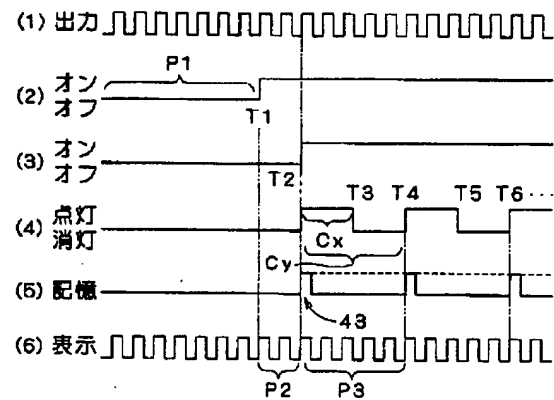 (1) 出力
P1
(2) オン
オフ
T1
(3) オン
オフ
T2
T3 T4 T5 T6…
(4) 点灯
消灯
Cx
Cy
(5) 記憶
43
(6) 表示
P2 P3